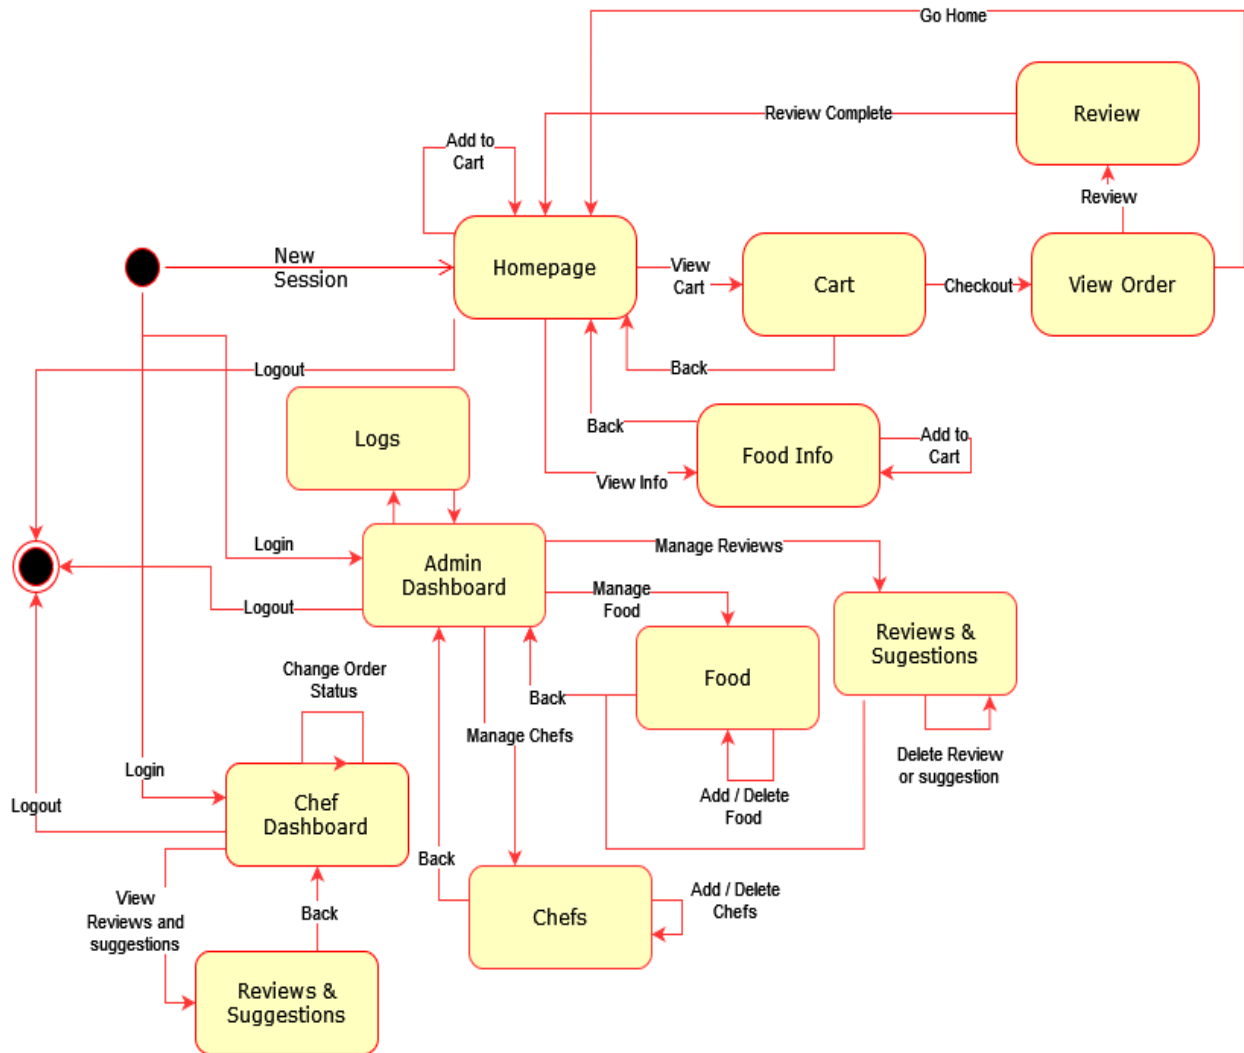 Go Home
Review Complete
Review
Add to
Cart
Review
New
Session
Homepage
View
Cart
Cart
Checkout
View Order
Logout
Back
Logs
Back
Food Info
Add to
Cart
View Info
Login
Admin
Dashboard
Manage Reviews
Logout
Manage
Food
Reviews &
Sugestions
Change Order
Status
Back
Food
Manage Chefs
Delete Review
or suggestion
Login
Logout
Chef
Dashboard
Add / Delete
Food
Back
View
Reviews and
suggestions
Back
Chefs
Add / Delete
Chefs
Reviews &
Suggestions